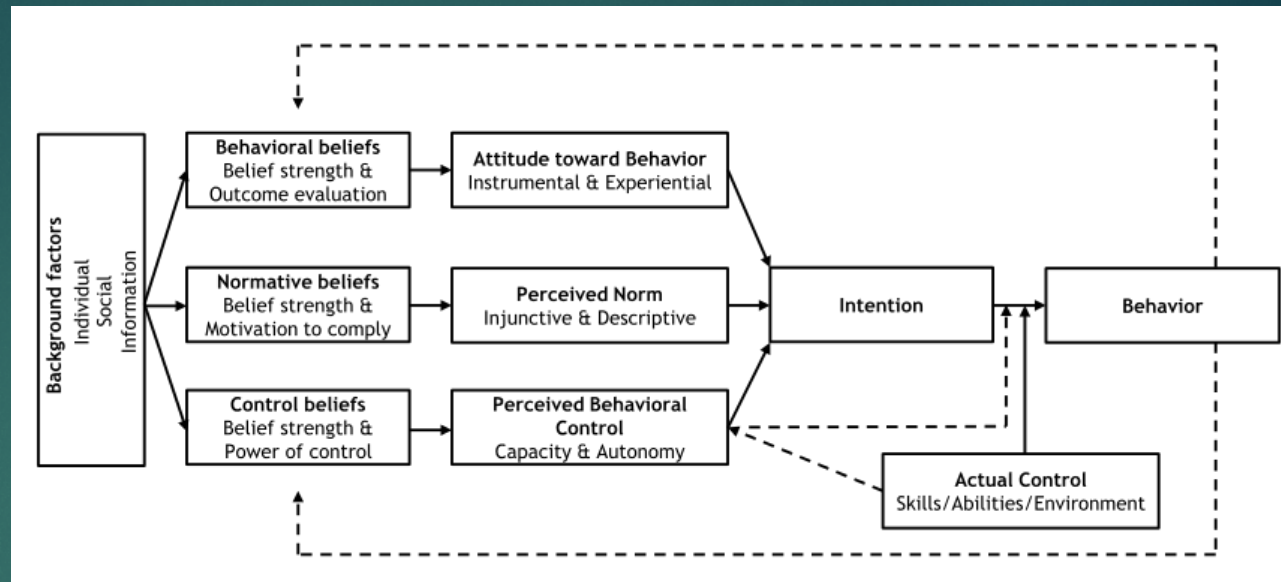 Background factors
Individual
Social
Information
Behavioral beliefs
Belief strength &
Outcome evaluation
Attitude toward Behavior
Instrumental & Experiential
Normative beliefs
Belief strength &
Motivation to comply
Perceived Norm
Injunctive & Descriptive
Intention
Behavior
Control beliefs
Belief strength &
Power of control
Perceived Behavioral
Control
Capacity & Autonomy
Actual Control
Skills/Abilities/Environment